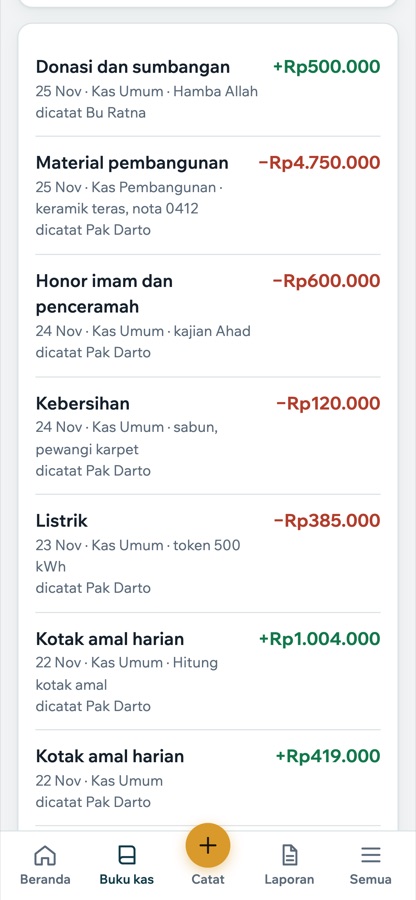 Donasi dan sumbangan +Rp500.000
25 Nov · Kas Umum · Hamba Allah
dicatat Bu Ratna
Material pembangunan −Rp4.750.000
25 Nov · Kas Pembangunan ·
keramik teras, nota 0412
dicatat Pak Darto
Honor imam dan −Rp600.000
penceramah
24 Nov · Kas Umum · kajian Ahad
dicatat Pak Darto
Kebersihan −Rp120.000
24 Nov · Kas Umum · sabun,
pewangi karpet
dicatat Pak Darto
Listrik −Rp385.000
23 Nov · Kas Umum · token 500
kWh
dicatat Pak Darto
Kotak amal harian +Rp1.004.000
22 Nov · Kas Umum · Hitung
kotak amal
dicatat Pak Darto
Kotak amal harian +Rp419.000
22 Nov · Kas Umum
dicatat Pak Darto
Beranda Buku kas Catat Laporan Semua